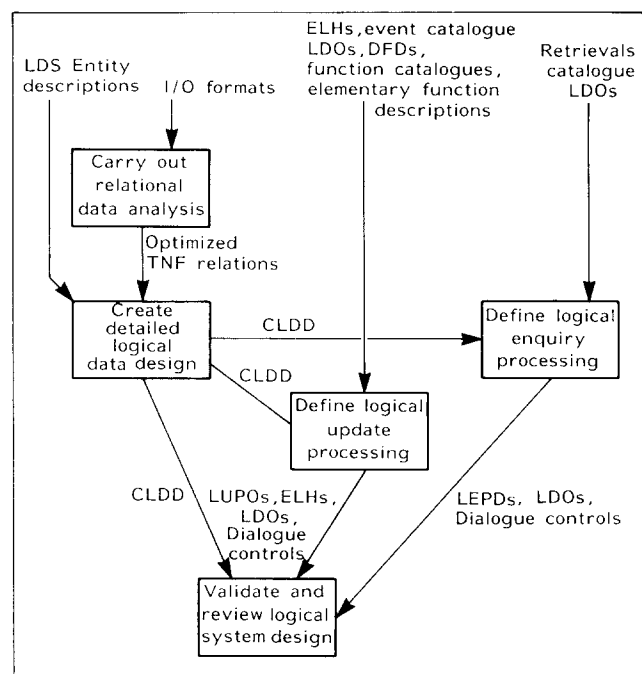 ELHs, event catalogue
LDOs, DFDs,
function catalogues,
elementary function
descriptions
Retrievals
catalogue
LDOs
LDS Entity
descriptions
I/O formats
Carry out
relational
data analysis
Optimized
TNF relations
Create
detailed
logical
data design
CLDD
Define logical
enquiry
processing
CLDD
Define logical
update
processing
CLDD
LUPOs, ELHs,
LDOs,
Dialogue
controls
LEPDs, LDOs,
Dialogue controls
Validate and
review logical
system design